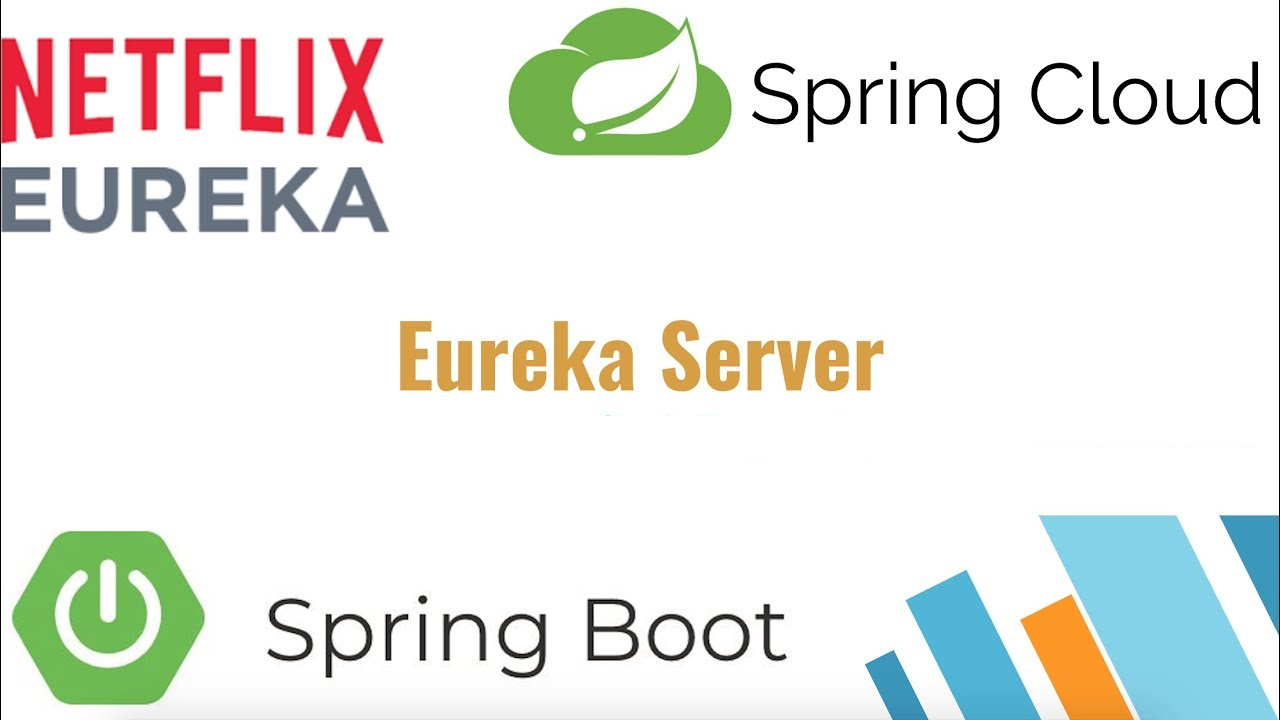 NETFLIX
EUREKA
Spring Cloud
Eureka Server
Spring Boot